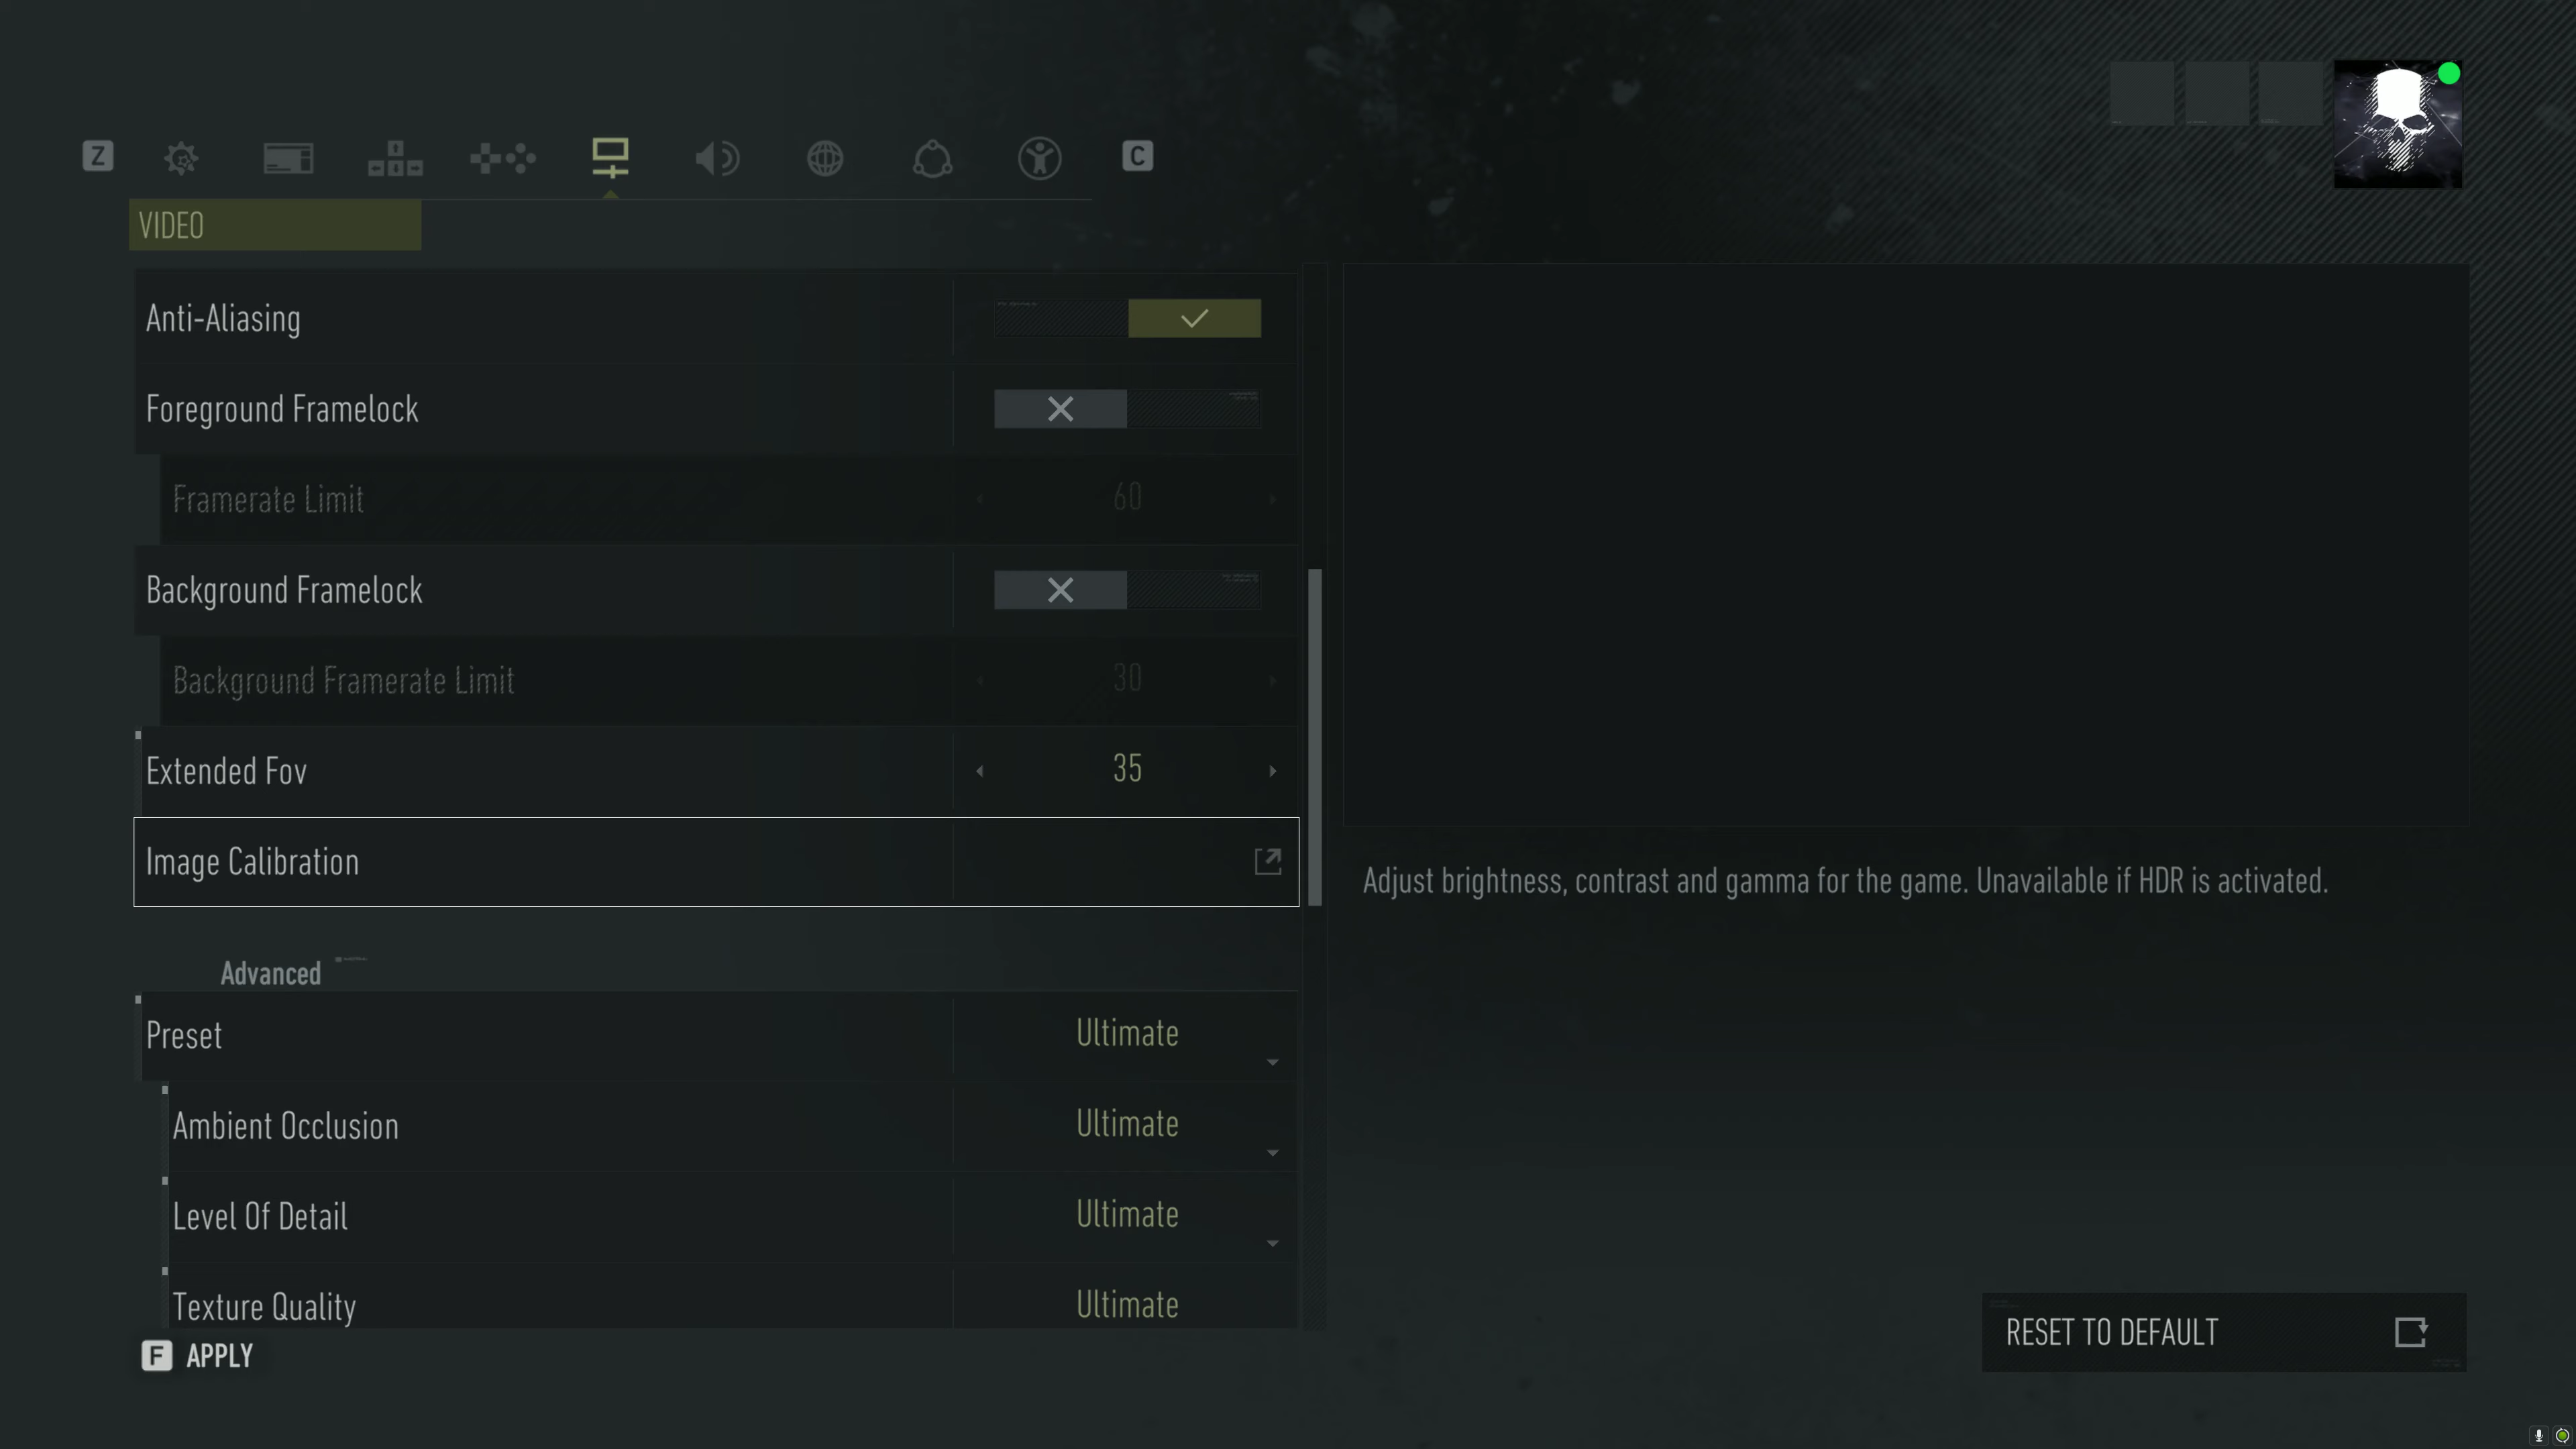 Z
C
VIDEO
Anti-Aliasing
Foreground Framelock
Framerate Limit 60
Background Framelock
Background Framerate Limit 30
Extended Fov 35
Image Calibration
Adjust brightness, contrast and gamma for the game. Unavailable if HDR is activated.
Advanced
Preset Ultimate
Ambient Occlusion Ultimate
Level Of Detail Ultimate
Texture Quality Ultimate
RESET TO DEFAULT
F APPLY